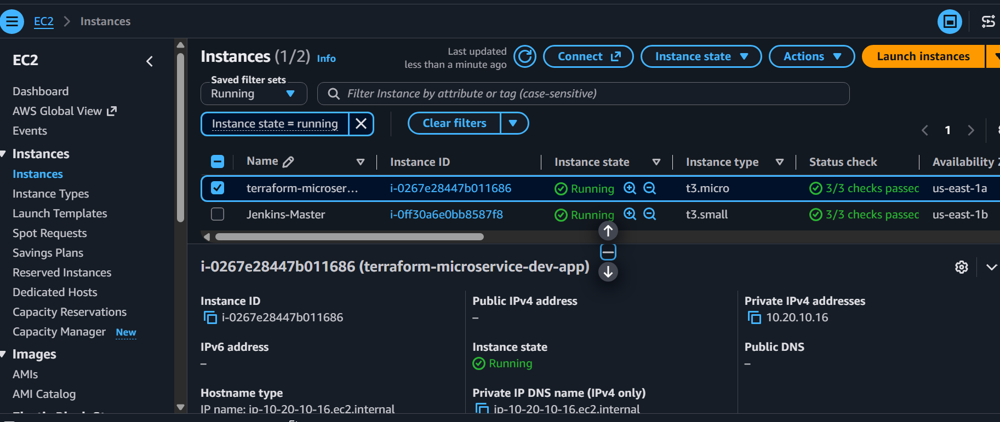 EC2 > Instances
EC2
Dashboard
AWS Global View
Events
Instances
Instances
Instance Types
Launch Templates
Spot Requests
Savings Plans
Reserved Instances
Dedicated Hosts
Capacity Reservations
Capacity Manager New
Images
AMIs
AMI Catalog
Instances (1/2) Info
Last updated
less than a minute ago
Connect
Instance state
Actions
Launch instances
Saved filter sets
Running
Filter Instance by attribute or tag (case-sensitive)
Instance state = running
Clear filters
1
Name Instance ID Instance state Instance type Status check Availability
terraform-microser... i-0267e28447b011686 Running t3.micro 3/3 checks passed us-east-1a
Jenkins-Master i-0ff30a6e0bb8587f8 Running t3.small 3/3 checks passed us-east-1b
i-0267e28447b011686 (terraform-microservice-dev-app)
Instance ID
i-0267e28447b011686
Public IPv4 address
–
Private IPv4 addresses
10.20.10.16
IPv6 address
–
Instance state
Running
Public DNS
–
Hostname type
IP name: ip-10-20-10-16.ec2.internal
Private IP DNS name (IPv4 only)
ip-10-20-10-16.ec2.internal